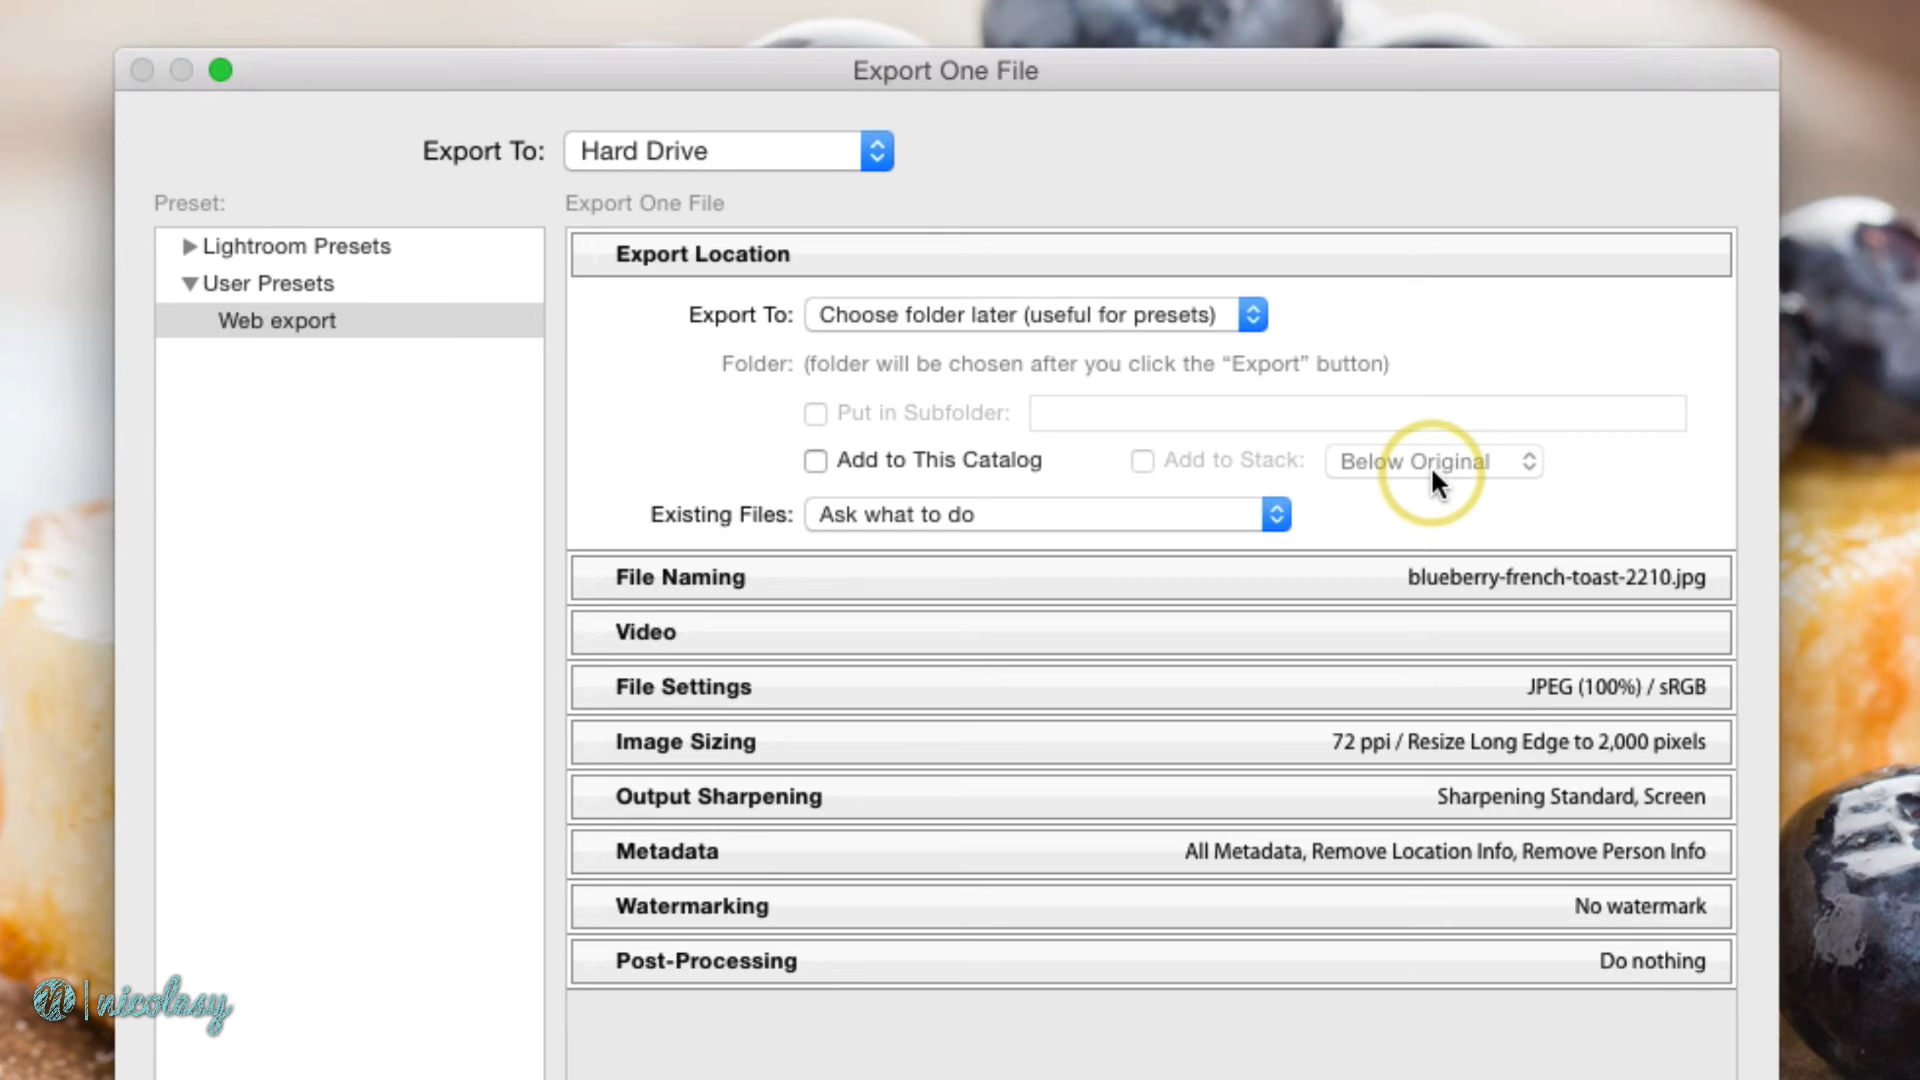 Export One File
Export To: Hard Drive
Preset:
Export One File
Lightroom Presets
User Presets
Web export
Export Location
Export To: Choose folder later (useful for presets)
Folder: (folder will be chosen after you click the “Export” button)
Put in Subfolder:
Add to This Catalog Add to Stack: Below Original
Existing Files: Ask what to do
File Naming blueberry-french-toast-2210.jpg
Video
File Settings JPEG (100%) / sRGB
Image Sizing 72 ppi / Resize Long Edge to 2,000 pixels
Output Sharpening Sharpening Standard, Screen
Metadata All Metadata, Remove Location Info, Remove Person Info
Watermarking No watermark
Post-Processing Do nothing
n | nicolesy